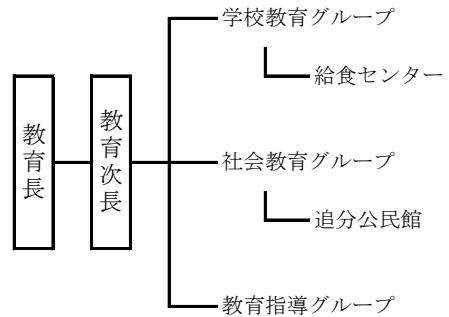 教育長
教育次長
学校教育グループ
給食センター
社会教育グループ
追分公民館
教育指導グループ